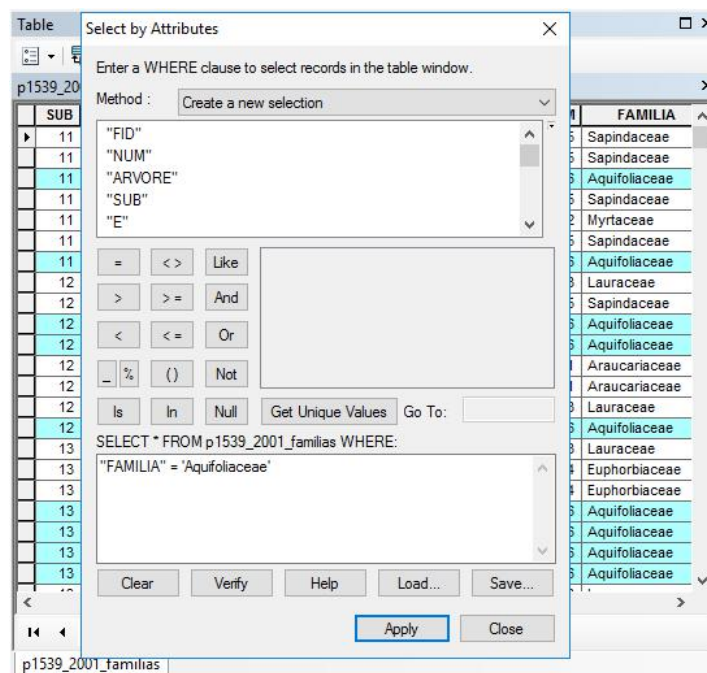 Table
Select by Attributes
Enter a WHERE clause to select records in the table window.
Method : Create a new selection
"FID"
"NUM"
"ARVORE"
"SUB"
"E"
= < > Like
> > = And
< < = Or
_ % ( ) Not
Is In Null Get Unique Values Go To:
SELECT * FROM p1539_2001_familias WHERE:
"FAMILIA" = 'Aquifoliaceae'
Clear Verify Help Load... Save...
Apply Close
p1539_20
SUB FAMILIA
11 Sapindaceae
11 Sapindaceae
11 Aquifoliaceae
11 Sapindaceae
11 Myrtaceae
11 Sapindaceae
11 Aquifoliaceae
12 Lauraceae
12 Sapindaceae
12 Aquifoliaceae
12 Aquifoliaceae
12 Araucariaceae
12 Araucariaceae
12 Lauraceae
12 Aquifoliaceae
13 Lauraceae
13 Euphorbiaceae
13 Euphorbiaceae
13 Aquifoliaceae
13 Aquifoliaceae
13 Aquifoliaceae
13 Aquifoliaceae
p1539_2001_familias